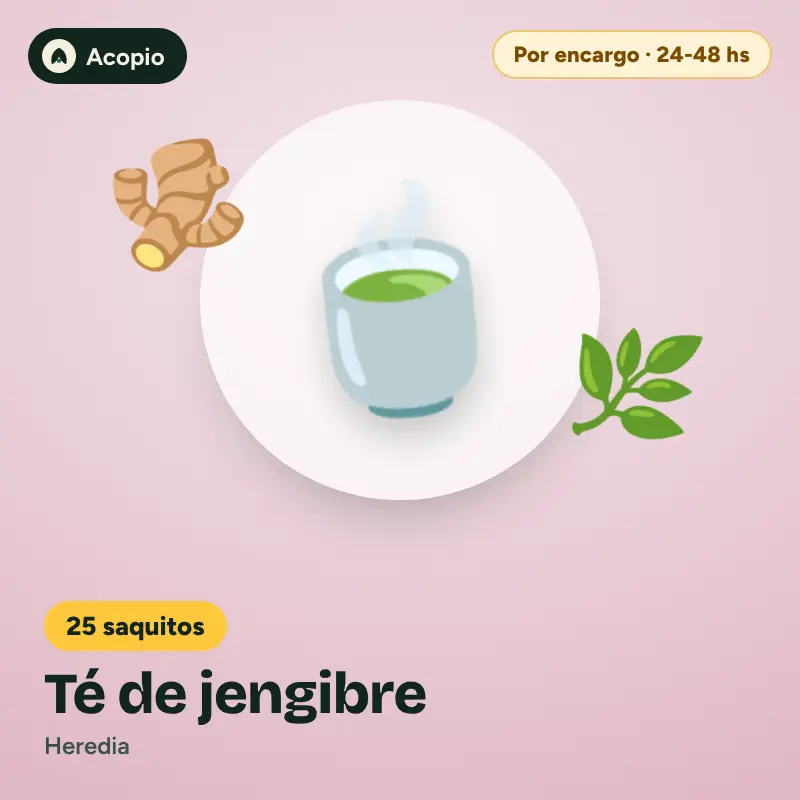 Acopio
Por encargo · 24-48 hs
25 saquitos
Té de jengibre
Heredia